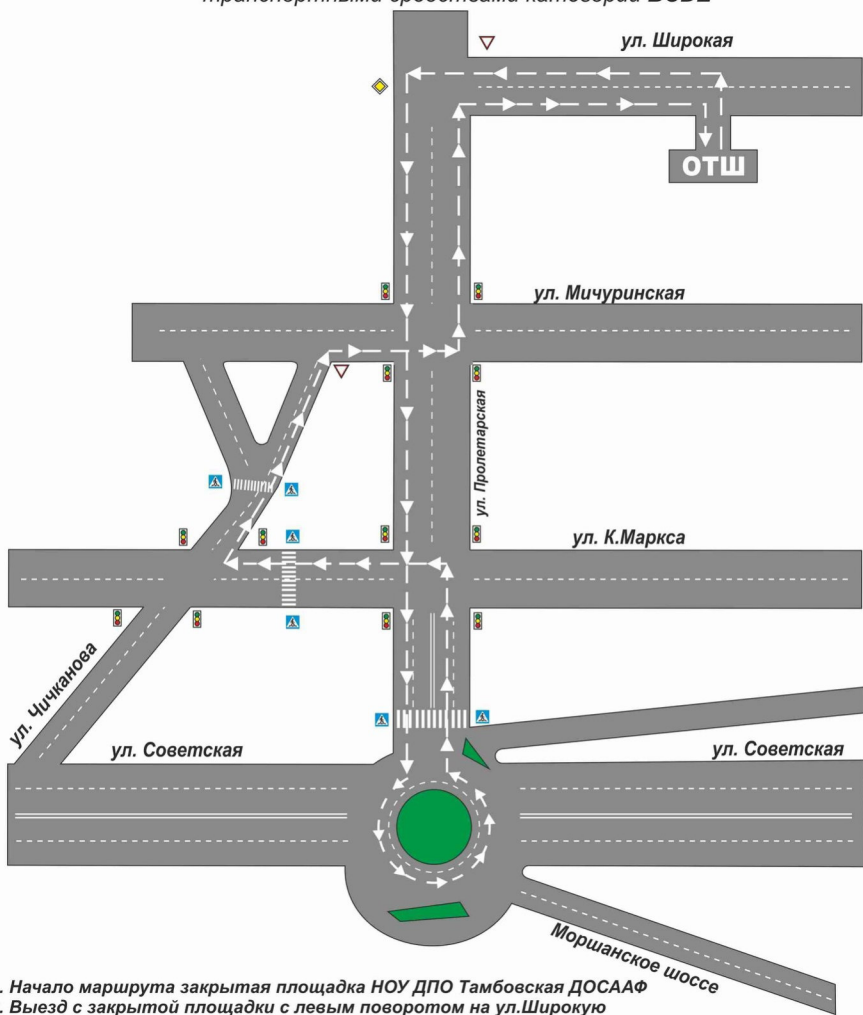 транспортными средствами категории BCDE
ул. Широкая
ОТШ
ул. Мичуринская
ул. Пролетарская
ул. К.Маркса
ул. Чичканова
ул. Советская
ул. Советская
Моршанское шоссе
. Начало маршрута закрытая площадка НОУ ДПО Тамбовская ДОСААФ
. Выезд с закрытой площадки с левым поворотом на ул.Широкую